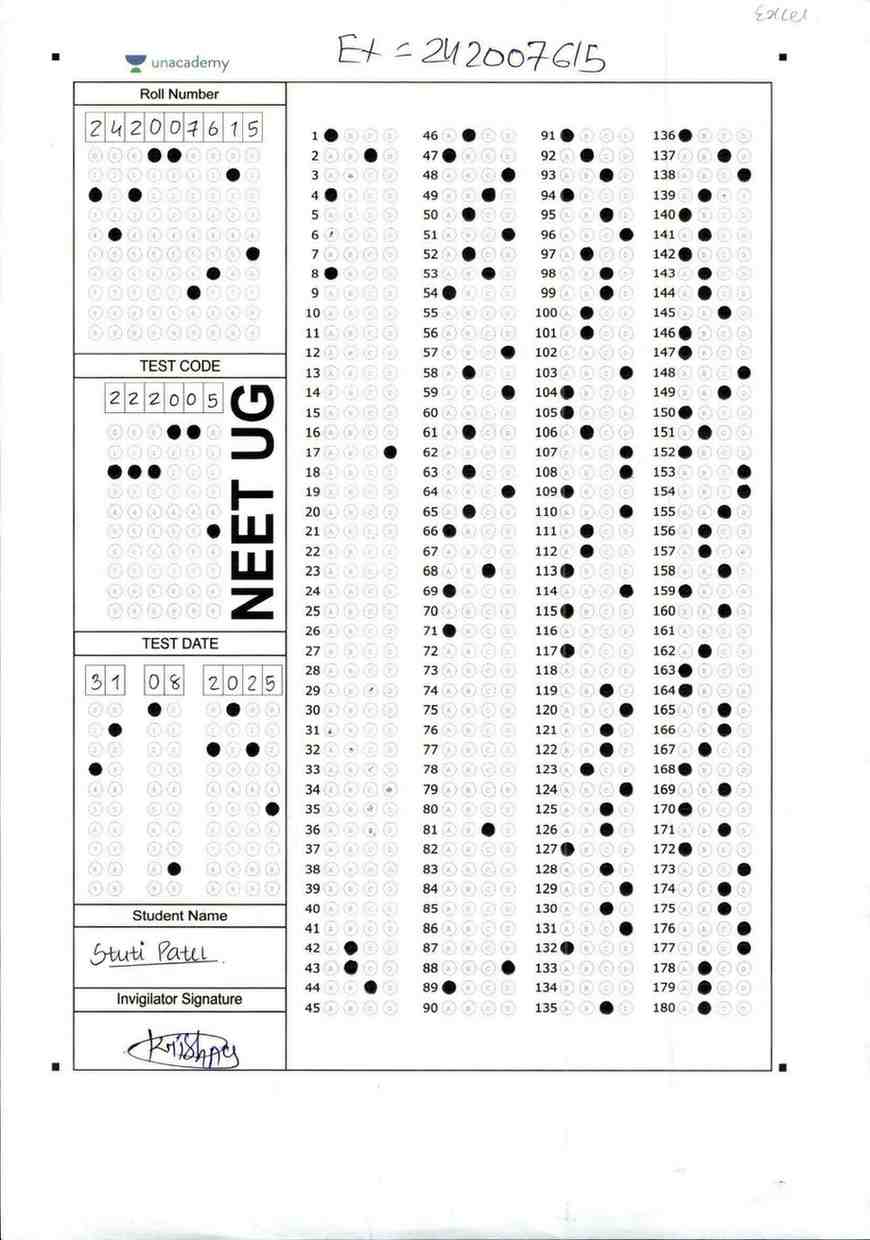 Excel
unacademy
Et = 242007615
Roll Number
2 4 2 0 0 7 6 1 5
TEST CODE
2 2 2 0 0 5
NEET UG
TEST DATE
3 1 0 8 2 0 2 5
Student Name
Stuti Patel.
Invigilator Signature
Krishna
1 46 91 136
2 47 92 137
3 48 93 138
4 49 94 139
5 50 95 140
6 51 96 141
7 52 97 142
8 53 98 143
9 54 99 144
10 55 100 145
11 56 101 146
12 57 102 147
13 58 103 148
14 59 104 149
15 60 105 150
16 61 106 151
17 62 107 152
18 63 108 153
19 64 109 154
20 65 110 155
21 66 111 156
22 67 112 157
23 68 113 158
24 69 114 159
25 70 115 160
26 71 116 161
27 72 117 162
28 73 118 163
29 74 119 164
30 75 120 165
31 76 121 166
32 77 122 167
33 78 123 168
34 79 124 169
35 80 125 170
36 81 126 171
37 82 127 172
38 83 128 173
39 84 129 174
40 85 130 175
41 86 131 176
42 87 132 177
43 88 133 178
44 89 134 179
45 90 135 180